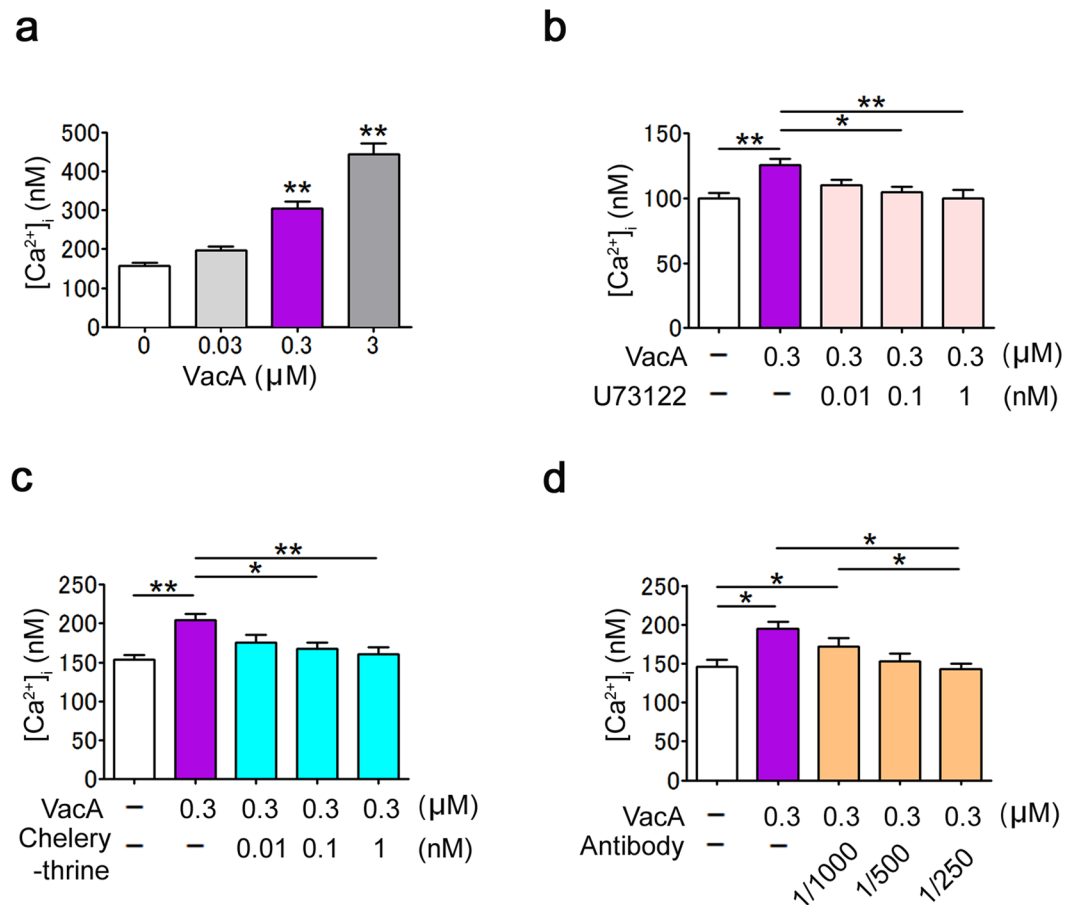 a
[Ca²⁺]ᵢ (nM)
500
400
300
200
100
0
**
**
0 0.03 0.3 3
VacA (μM)
b
[Ca²⁺]ᵢ (nM)
150
100
50
0
**
*
**
VacA – 0.3 0.3 0.3 0.3 (μM)
U73122 – – 0.01 0.1 1 (nM)
c
[Ca²⁺]ᵢ (nM)
250
200
150
100
50
0
**
*
**
VacA – 0.3 0.3 0.3 0.3 (μM)
Chelery
-thrine – – 0.01 0.1 1 (nM)
d
[Ca²⁺]ᵢ (nM)
250
200
150
100
50
0
*
*
*
*
VacA – 0.3 0.3 0.3 0.3 (μM)
Antibody – – 1/1000 1/500 1/250